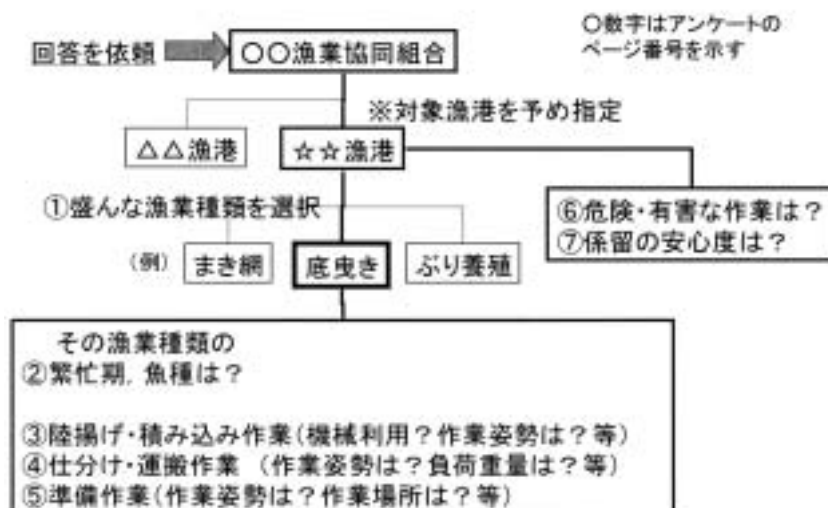 ○数字はアンケートの
ページ番号を示す
回答を依頼
○○漁業協同組合
※対象漁港を予め指定
△△漁港
☆☆漁港
①盛んな漁業種類を選択
⑥危険・有害な作業は？
⑦係留の安心度は？
(例)
まき網
底曳き
ぶり養殖
その漁業種類の
②繁忙期，魚種は？
③陸揚げ・積み込み作業(機械利用？作業姿勢は？等)
④仕分け・運搬作業 (作業姿勢は？負荷重量は？等)
⑤準備作業(作業姿勢は？作業場所は？等)